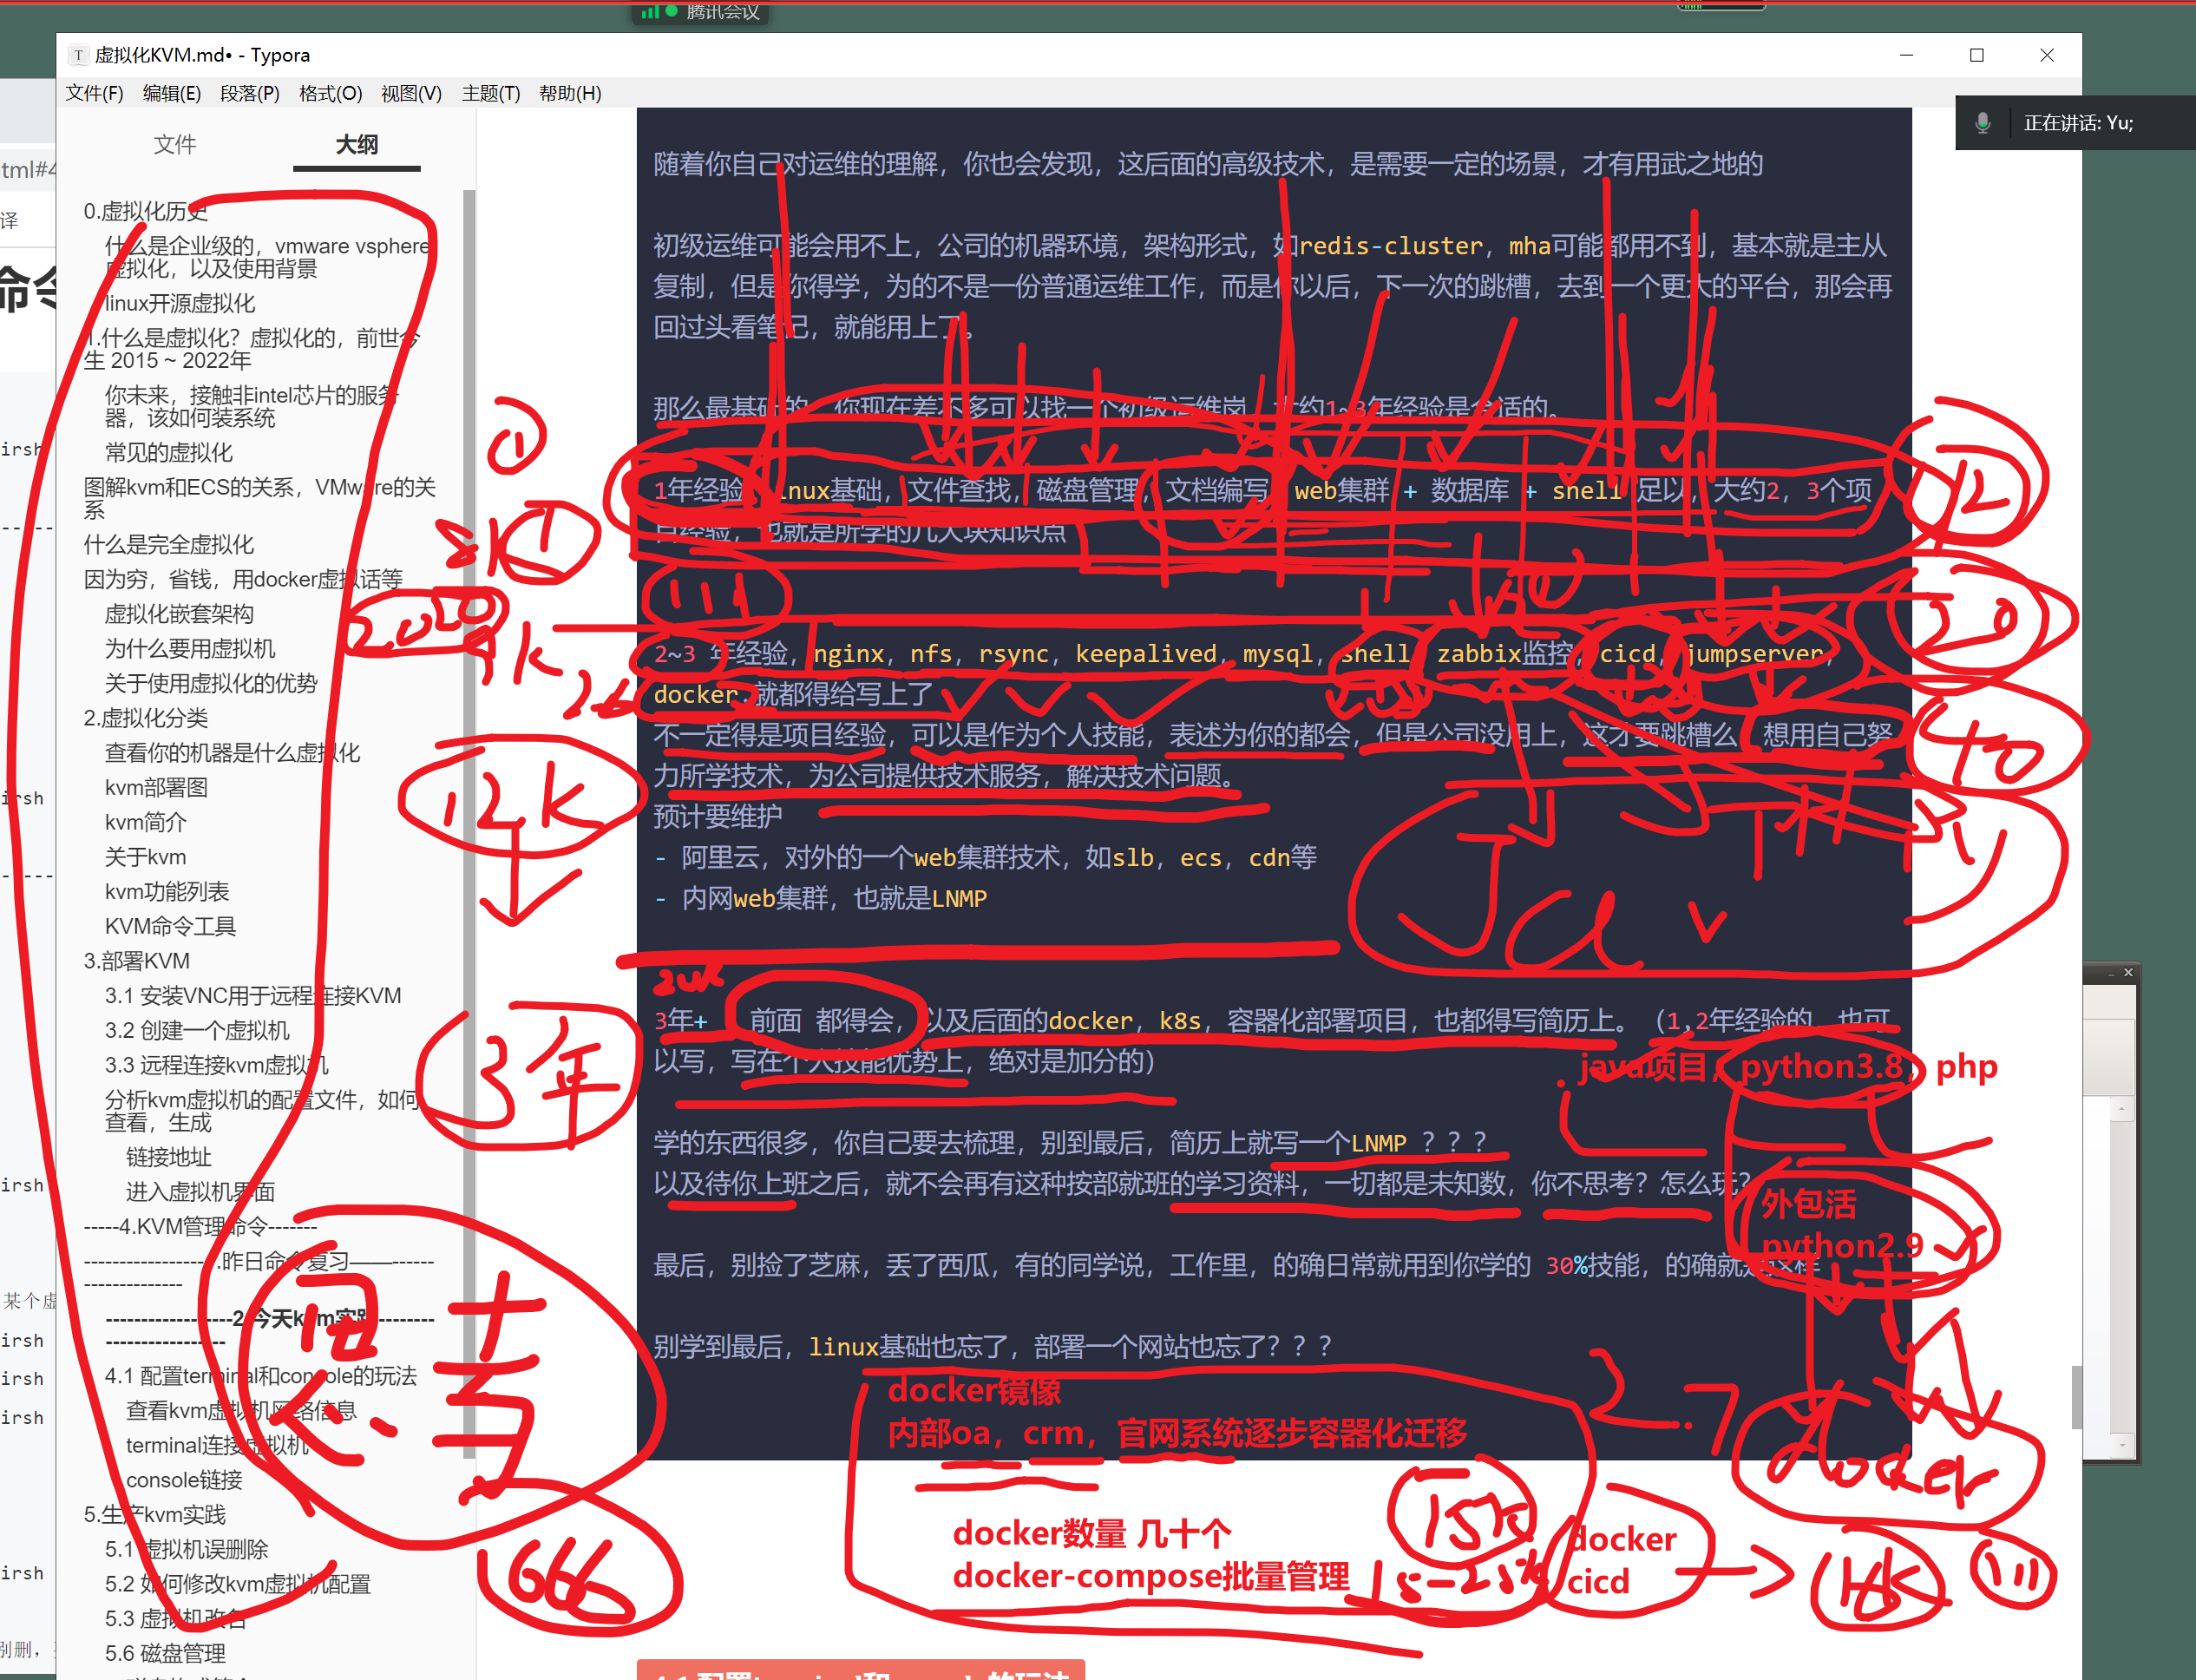 腾讯会议
虚拟化KVM.md• - Typora
文件(F) 编辑(E) 段落(P) 格式(O) 视图(V) 主题(T) 帮助(H)
正在讲话: Yu;
文件 大纲
tml#4
译
命令
irsh
irsh
irsh
某个虚
irsh
irsh
irsh
irsh
别删，
0.虚拟化历史
什么是企业级的，vmware vsphere
虚拟化，以及使用背景
linux开源虚拟化
1.什么是虚拟化？虚拟化的，前世今
生 2015 ~ 2022年
你未来，接触非intel芯片的服务
器，该如何装系统
常见的虚拟化
图解kvm和ECS的关系，VMware的关
系
什么是完全虚拟化
因为穷，省钱，用docker虚拟话等
虚拟化嵌套架构
为什么要用虚拟机
关于使用虚拟化的优势
2.虚拟化分类
查看你的机器是什么虚拟化
kvm部署图
kvm简介
关于kvm
kvm功能列表
KVM命令工具
3.部署KVM
3.1 安装VNC用于远程连接KVM
3.2 创建一个虚拟机
3.3 远程连接kvm虚拟机
分析kvm虚拟机的配置文件，如何
查看，生成
链接地址
进入虚拟机界面
-----4.KVM管理命令-------
-------------------.昨日命令复习——------
----------------
------------------2.今天kvm实践--------
-----------------
4.1 配置terminal和console的玩法
查看kvm虚拟机网络信息
terminal连接虚拟机
console链接
5.生产kvm实践
5.1 虚拟机误删除
5.2 如何修改kvm虚拟机配置
5.3 虚拟机改名
5.6 磁盘管理
随着你自己对运维的理解，你也会发现，这后面的高级技术，是需要一定的场景，才有用武之地的
初级运维可能会用不上，公司的机器环境，架构形式，如redis-cluster，mha可能都用不到，基本就是主从
复制，但是你得学，为的不是一份普通运维工作，而是你以后，下一次的跳槽，去到一个更大的平台，那会再
回过头看笔记，就能用上了。
那么最基础的，你现在差不多可以找一个初级运维岗，大约1~3年经验是合适的。
1年经验，linux基础，文件查找，磁盘管理，文档编写，web集群 + 数据库 + shell 足以，大约2，3个项
目经验，也就是所学的几大块知识点
2~3 年经验，nginx，nfs，rsync，keepalived，mysql，shell，zabbix监控，cicd，jumpserver，
docker.就都得给写上了
不一定得是项目经验，可以是作为个人技能，表述为你的都会，但是公司没用上，这才要跳槽么，想用自己努
力所学技术，为公司提供技术服务，解决技术问题。
预计要维护
- 阿里云，对外的一个web集群技术，如slb，ecs，cdn等
- 内网web集群，也就是LNMP
3年+ 前面 都得会，以及后面的docker，k8s，容器化部署项目，也都得写简历上。（1,2年经验的，也可
以写，写在个人技能优势上，绝对是加分的）
java项目，python3.8，php
学的东西很多，你自己要去梳理，别到最后，简历上就写一个LNMP ？？？
以及待你上班之后，就不会再有这种按部就班的学习资料，一切都是未知数，你不思考？怎么玩？
外包活
python2.9
最后，别捡了芝麻，丢了西瓜，有的同学说，工作里，的确日常就用到你学的 30%技能，的确就是这样
别学到最后，linux基础也忘了，部署一个网站也忘了？？？
docker镜像
内部oa，crm，官网系统逐步容器化迁移
docker数量 几十个
docker-compose批量管理
docker
cicd
①
12
20
40
12k
3年
思考
666
2.7
docker
15k
4.1 配置terminal和console的玩法